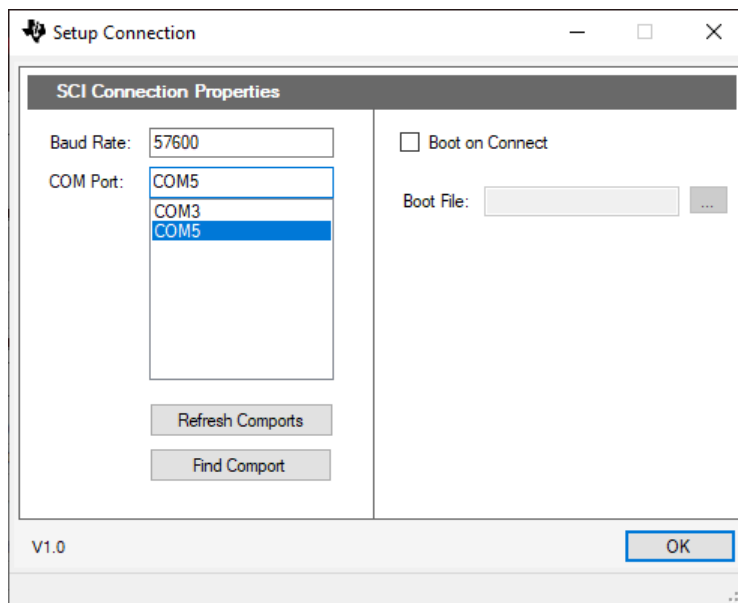 Setup Connection
SCI Connection Properties
Baud Rate: 57600
COM Port: COM5
COM3
COM5
Refresh Comports
Find Comport
Boot on Connect
Boot File:
...
V1.0
OK